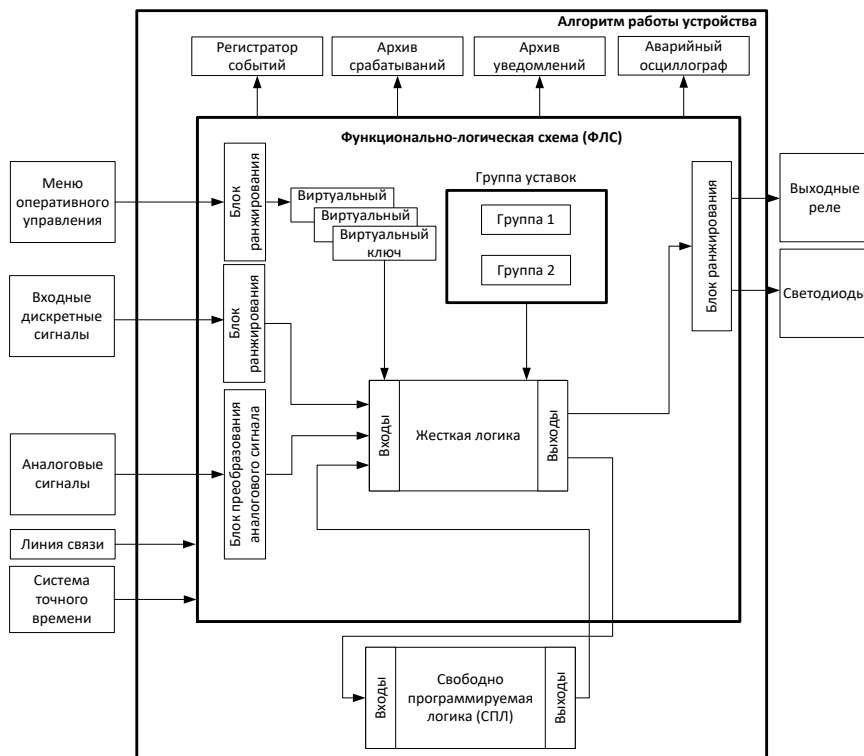 Алгоритм работы устройства
Регистратор
событий
Архив
срабатываний
Архив
уведомлений
Аварийный
осциллограф
Функционально-логическая схема (ФЛС)
Меню
оперативного
управления
Блок
ранжирования
Виртуальный
Виртуальный
Виртуальный
ключ
Группа уставок
Группа 1
Группа 2
Блок ранжирования
Выходные
реле
Светодиоды
Входные
дискретные
сигналы
Блок
ранжирования
Аналоговые
сигналы
Блок преобразования
аналогового сигнала
Входы
Жесткая логика
Выходы
Линия связи
Система
точного
времени
Входы
Свободно
программируемая
логика (СПЛ)
Выходы